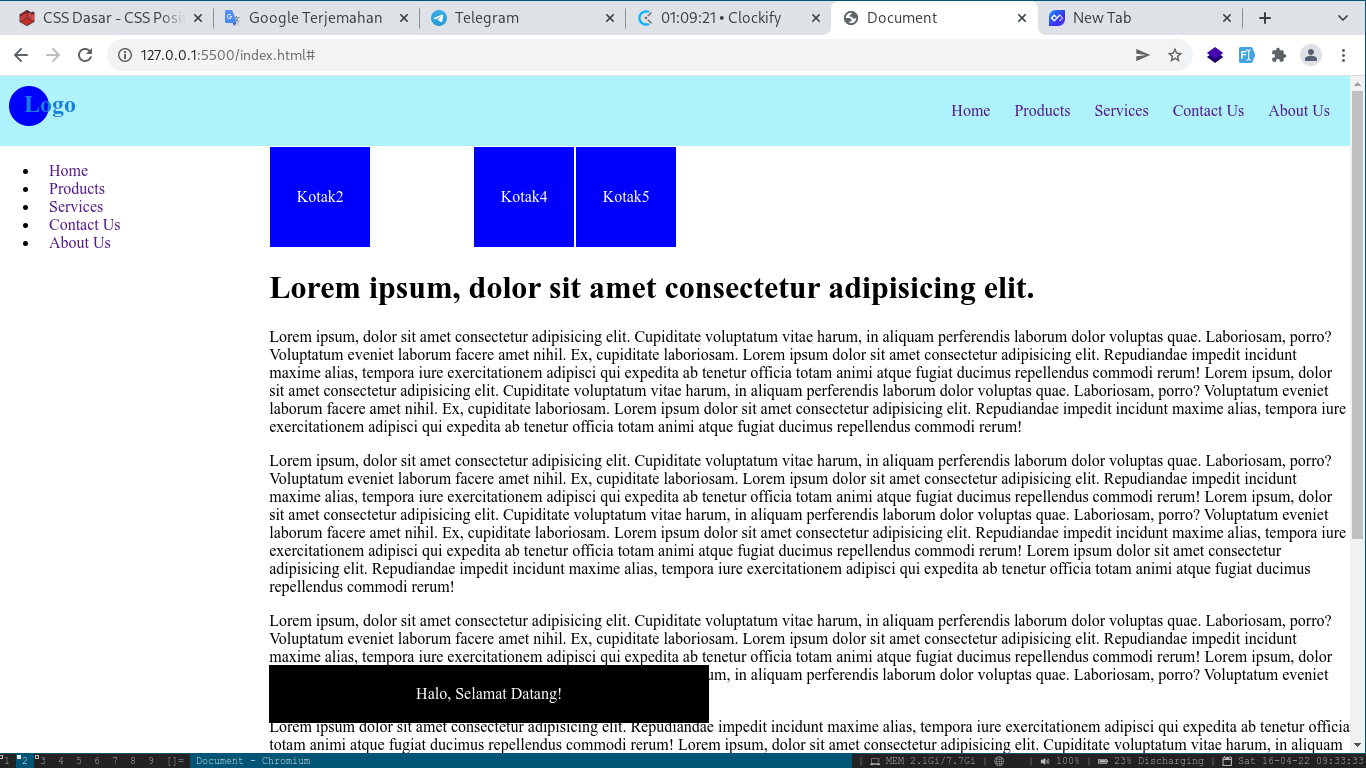 CSS Dasar - CSS Posi
Google Terjemahan
Telegram
01:09:21 • Clockify
Document
New Tab
127.0.0.1:5500/index.html#
Logo
Home Products Services Contact Us About Us
Home
Products
Services
Contact Us
About Us
Kotak2 Kotak4 Kotak5
Lorem ipsum, dolor sit amet consectetur adipisicing elit.
Lorem ipsum, dolor sit amet consectetur adipisicing elit. Cupiditate voluptatum vitae harum, in aliquam perferendis laborum dolor voluptas quae. Laboriosam, porro?
Voluptatum eveniet laborum facere amet nihil. Ex, cupiditate laboriosam. Lorem ipsum dolor sit amet consectetur adipisicing elit. Repudiandae impedit incidunt
maxime alias, tempora iure exercitationem adipisci qui expedita ab tenetur officia totam animi atque fugiat ducimus repellendus commodi rerum! Lorem ipsum, dolor
sit amet consectetur adipisicing elit. Cupiditate voluptatum vitae harum, in aliquam perferendis laborum dolor voluptas quae. Laboriosam, porro? Voluptatum eveniet
laborum facere amet nihil. Ex, cupiditate laboriosam. Lorem ipsum dolor sit amet consectetur adipisicing elit. Repudiandae impedit incidunt maxime alias, tempora iure
exercitationem adipisci qui expedita ab tenetur officia totam animi atque fugiat ducimus repellendus commodi rerum!
Lorem ipsum, dolor sit amet consectetur adipisicing elit. Cupiditate voluptatum vitae harum, in aliquam perferendis laborum dolor voluptas quae. Laboriosam, porro?
Voluptatum eveniet laborum facere amet nihil. Ex, cupiditate laboriosam. Lorem ipsum dolor sit amet consectetur adipisicing elit. Repudiandae impedit incidunt
maxime alias, tempora iure exercitationem adipisci qui expedita ab tenetur officia totam animi atque fugiat ducimus repellendus commodi rerum! Lorem ipsum, dolor
sit amet consectetur adipisicing elit. Cupiditate voluptatum vitae harum, in aliquam perferendis laborum dolor voluptas quae. Laboriosam, porro? Voluptatum eveniet
laborum facere amet nihil. Ex, cupiditate laboriosam. Lorem ipsum dolor sit amet consectetur adipisicing elit. Repudiandae impedit incidunt maxime alias, tempora iure
exercitationem adipisci qui expedita ab tenetur officia totam animi atque fugiat ducimus repellendus commodi rerum! Lorem ipsum dolor sit amet consectetur
adipisicing elit. Repudiandae impedit incidunt maxime alias, tempora iure exercitationem adipisci qui expedita ab tenetur officia totam animi atque fugiat ducimus
repellendus commodi rerum!
Lorem ipsum, dolor sit amet consectetur adipisicing elit. Cupiditate voluptatum vitae harum, in aliquam perferendis laborum dolor voluptas quae. Laboriosam, porro?
Voluptatum eveniet laborum facere amet nihil. Ex, cupiditate laboriosam. Lorem ipsum dolor sit amet consectetur adipisicing elit. Repudiandae impedit incidunt
maxime alias, tempora iure exercitationem adipisci qui expedita ab tenetur officia totam animi atque fugiat ducimus repellendus commodi rerum! Lorem ipsum, dolor
um, in aliquam perferendis laborum dolor voluptas quae. Laboriosam, porro? Voluptatum eveniet
Halo, Selamat Datang!
Lorem ipsum dolor sit amet consectetur adipisicing elit. Repudiandae impedit incidunt maxime alias, tempora iure exercitationem adipisci qui expedita ab tenetur officia
totam animi atque fugiat ducimus repellendus commodi rerum! Lorem ipsum, dolor sit amet consectetur adipisicing elit. Cupiditate voluptatum vitae harum, in aliquam
1 2 3 4 5 6 7 8 9 []= Document - Chromium | MEM 2.1Gi/7.7Gi | | 100% | 23% Discharging | Sat 16-04-22 09:33:33